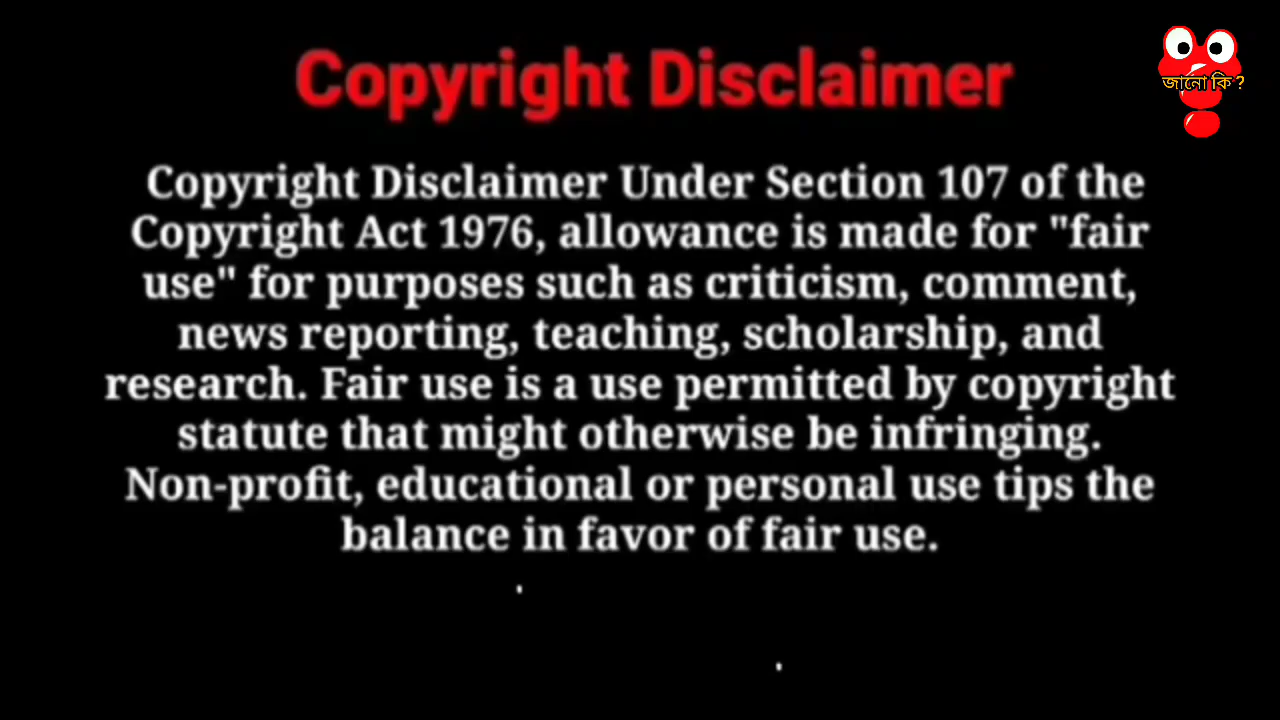 Copyright Disclaimer
জানো কি ?
Copyright Disclaimer Under Section 107 of the
Copyright Act 1976, allowance is made for "fair
use" for purposes such as criticism, comment,
news reporting, teaching, scholarship, and
research. Fair use is a use permitted by copyright
statute that might otherwise be infringing.
Non-profit, educational or personal use tips the
balance in favor of fair use.